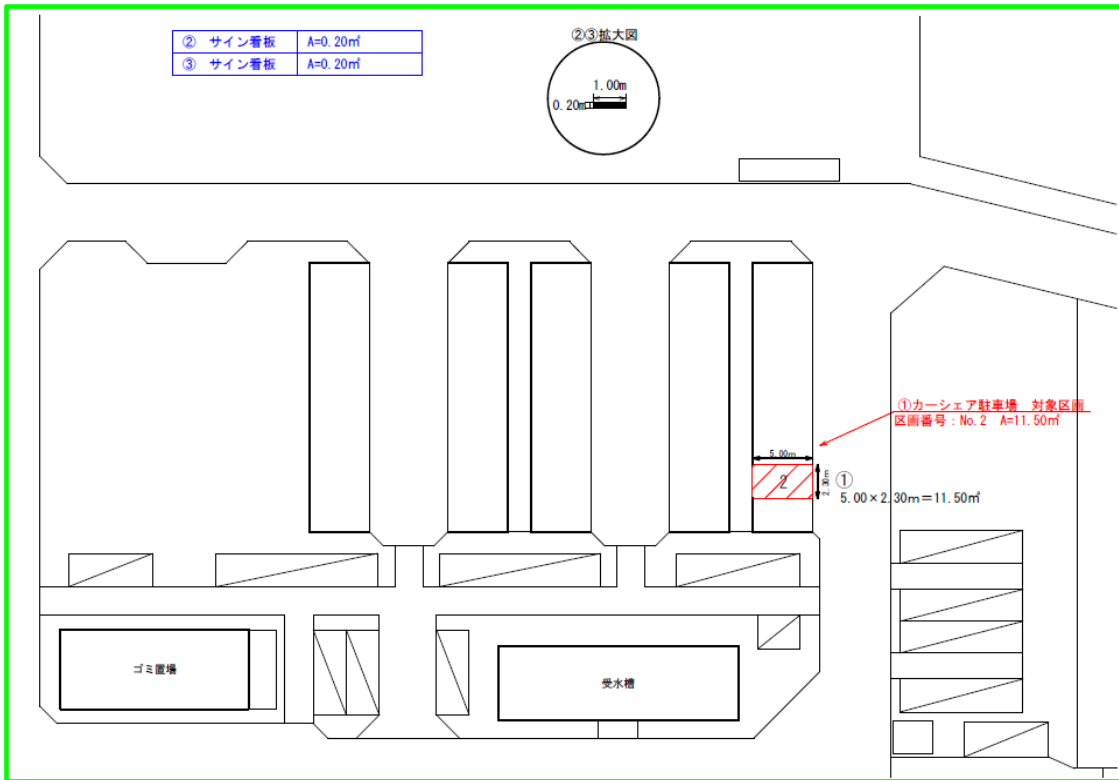 ② サイン看板 A=0.20㎡
③ サイン看板 A=0.20㎡
②③拡大図
1.00m
0.20m
①カーシェア駐車場 対象区画
区画番号：No.2 A=11.50㎡
5.00m
2
2.30m
①
5.00×2.30m＝11.50㎡
ゴミ置場
受水槽